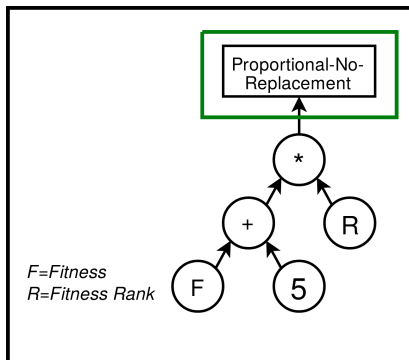 Proportional-No-
Replacement
*
+
R
F
5
F=Fitness
R=Fitness Rank